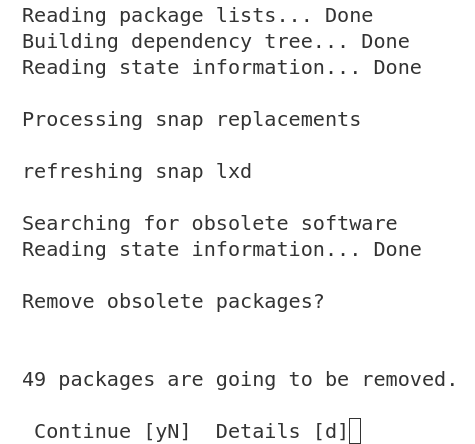 Reading package lists... Done
Building dependency tree... Done
Reading state information... Done
Processing snap replacements
refreshing snap lxd
Searching for obsolete software
Reading state information... Done
Remove obsolete packages?
49 packages are going to be removed.
Continue [yN]  Details [d]